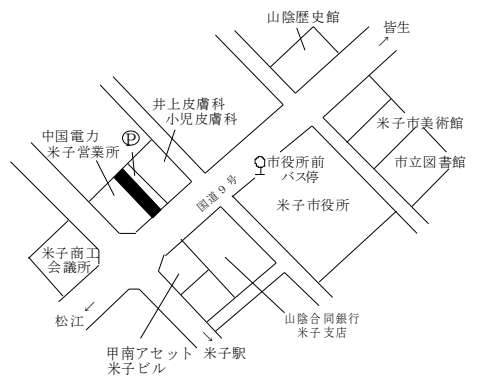 山陰歴史館
皆生
井上皮膚科
小児皮膚科
中国電力
米子営業所
P
米子市美術館
市立図書館
市役所前
バス停
国道9号
米子市役所
米子商工
会議所
松江
山陰合同銀行
米子支店
甲南アセット
米子ビル
米子駅